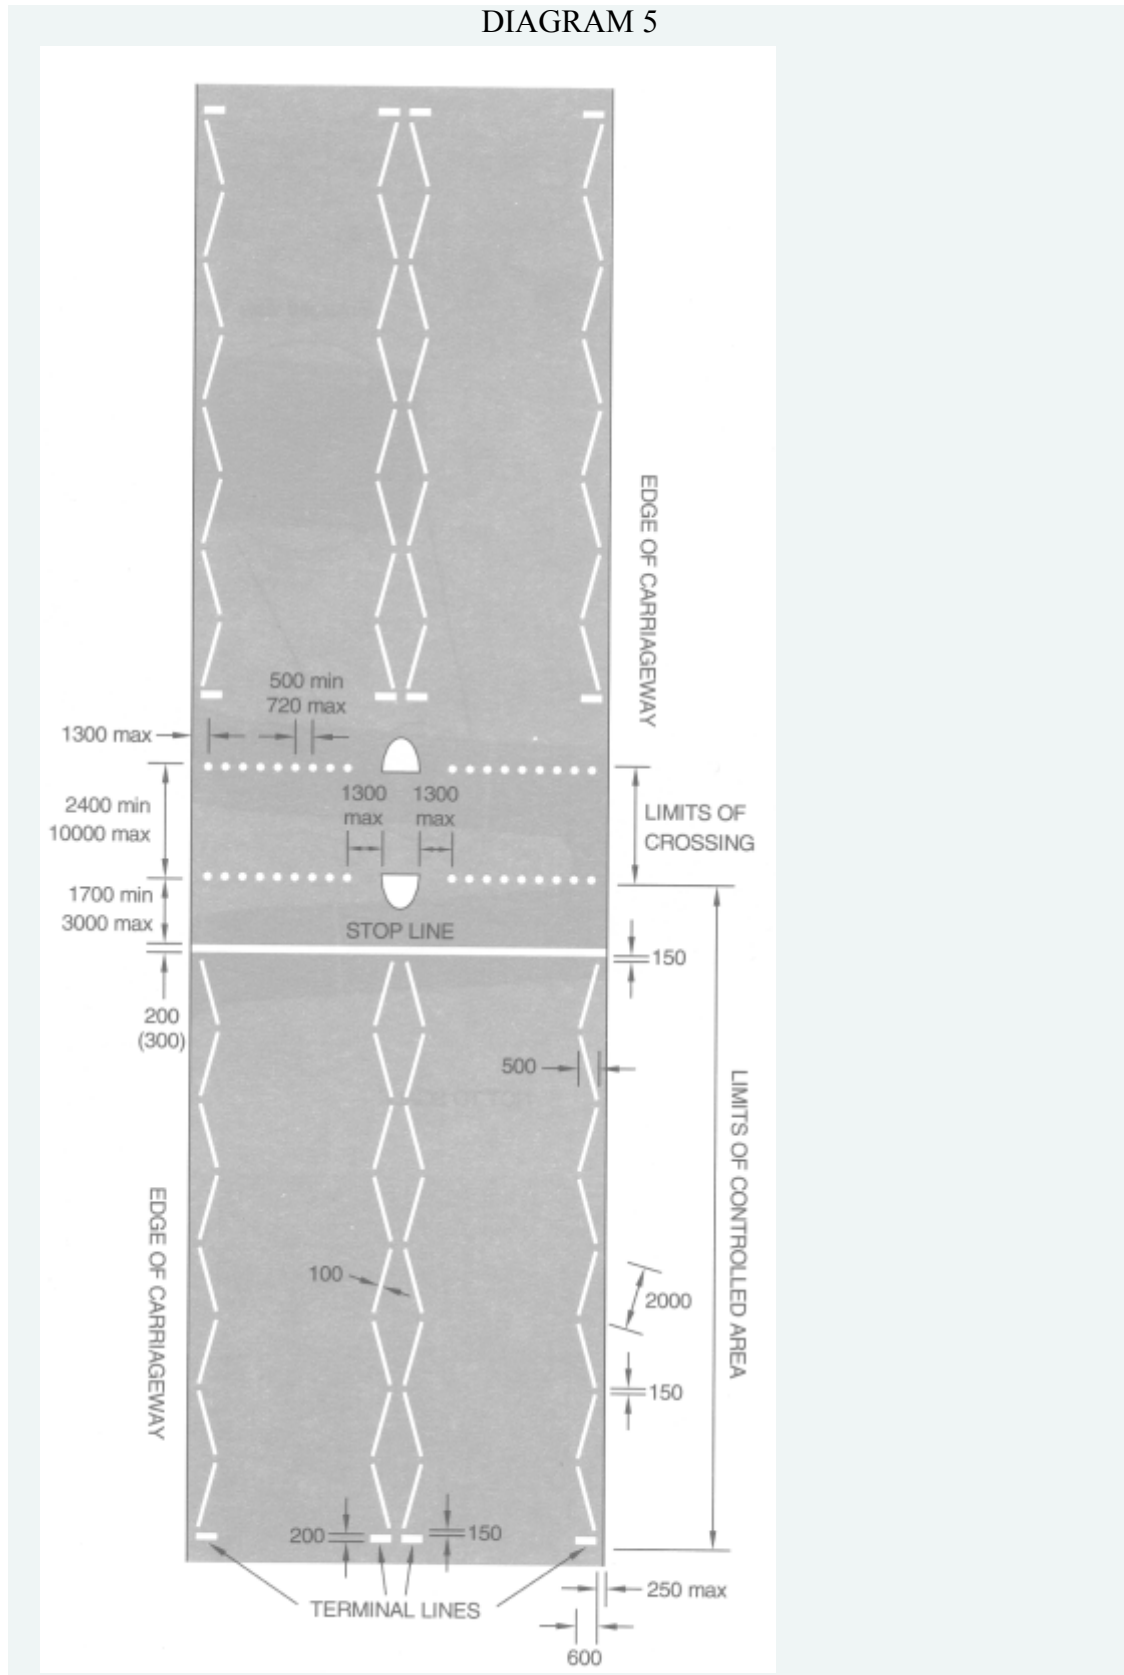 DIAGRAM 5
EDGE OF CARRIAGEWAY
500 min
720 max
1300 max
2400 min
10000 max
1300
max
1300
max
LIMITS OF
CROSSING
1700 min
3000 max
STOP LINE
150
200
(300)
500
LIMITS OF CONTROLLED AREA
EDGE OF CARRIAGEWAY
100
2000
150
200
150
250 max
TERMINAL LINES
600